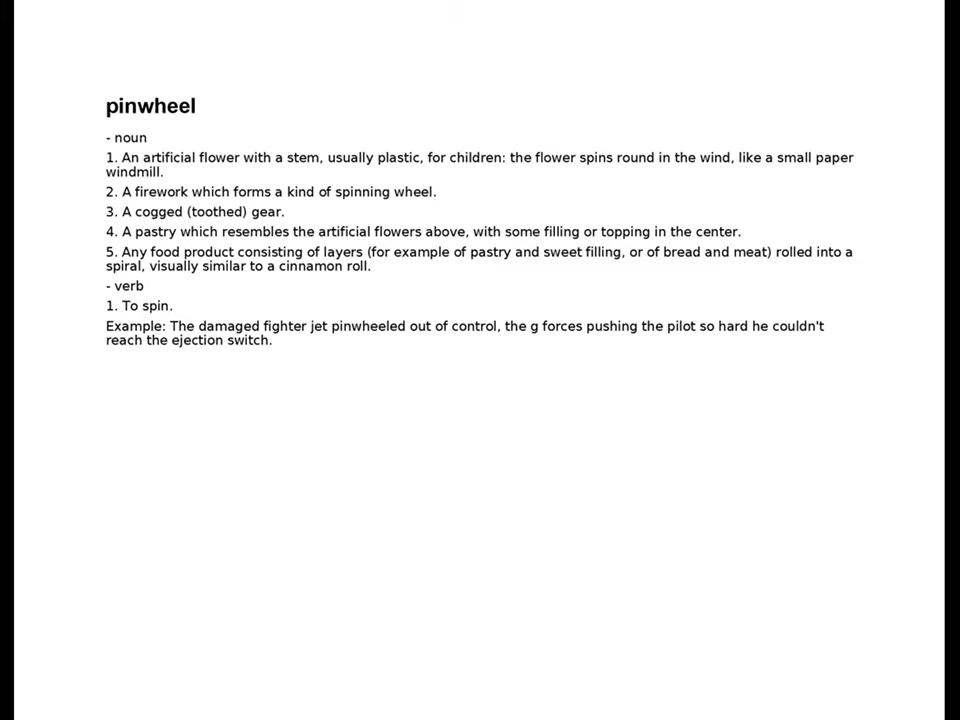 pinwheel
- noun
1. An artificial flower with a stem, usually plastic, for children: the flower spins round in the wind, like a small paper
windmill.
2. A firework which forms a kind of spinning wheel.
3. A cogged (toothed) gear.
4. A pastry which resembles the artificial flowers above, with some filling or topping in the center.
5. Any food product consisting of layers (for example of pastry and sweet filling, or of bread and meat) rolled into a
spiral, visually similar to a cinnamon roll.
- verb
1. To spin.
Example: The damaged fighter jet pinwheeled out of control, the g forces pushing the pilot so hard he couldn't
reach the ejection switch.